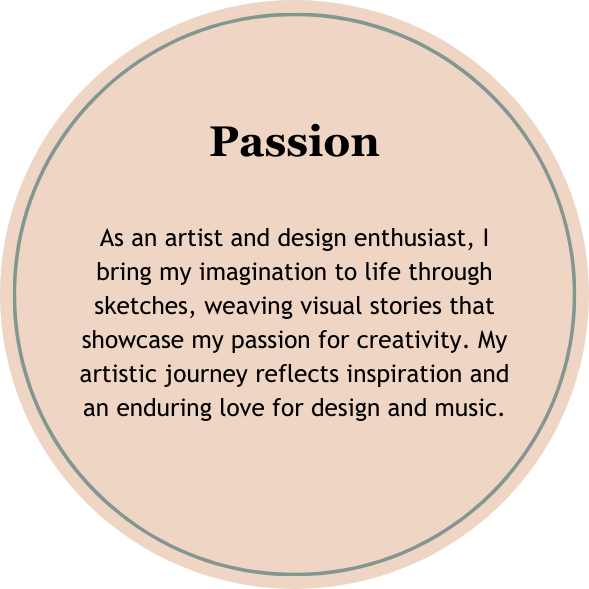 Passion
As an artist and design enthusiast, I
bring my imagination to life through
sketches, weaving visual stories that
showcase my passion for creativity. My
artistic journey reflects inspiration and
an enduring love for design and music.